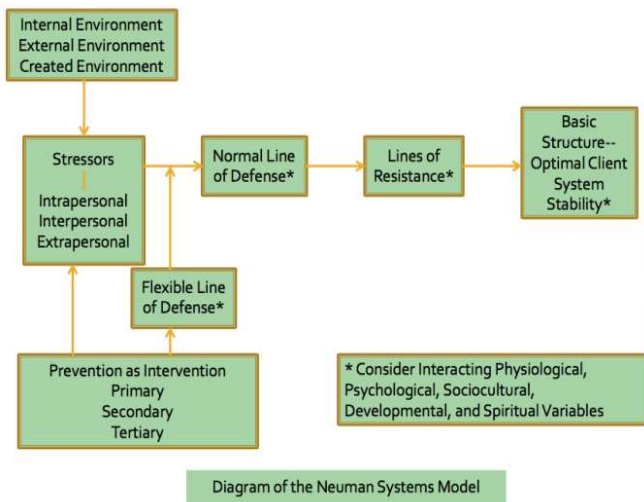 Internal Environment
External Environment
Created Environment
Stressors
Intrapersonal
Interpersonal
Extrapersonal
Normal Line
of Defense*
Lines of
Resistance*
Basic
Structure--
Optimal Client
System
Stability*
Flexible Line
of Defense*
Prevention as Intervention
Primary
Secondary
Tertiary
* Consider Interacting Physiological,
Psychological, Sociocultural,
Developmental, and Spiritual Variables
Diagram of the Neuman Systems Model